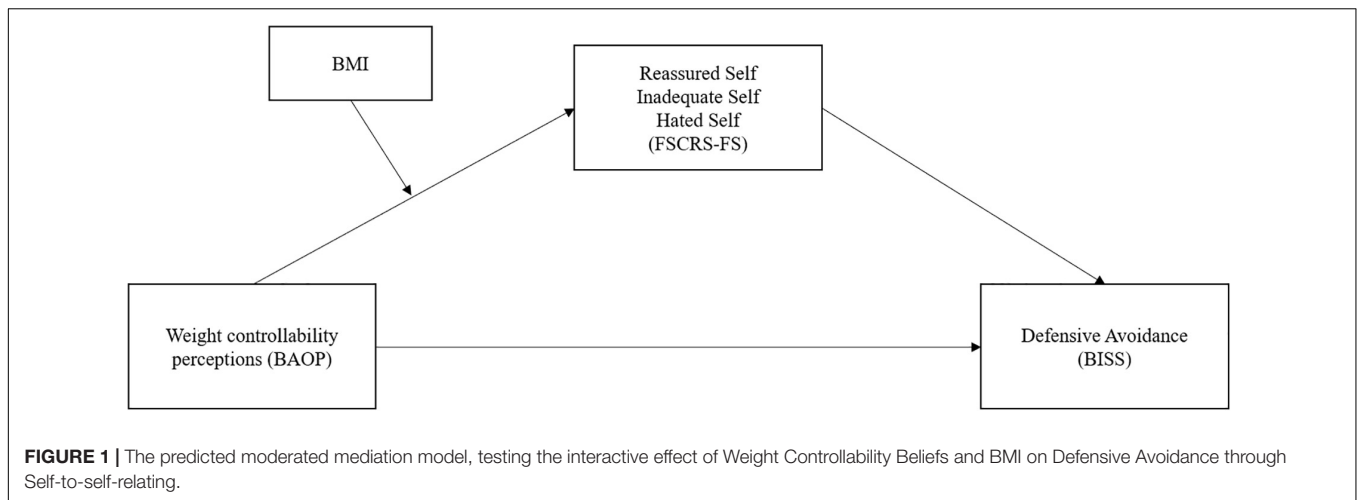 BMI
Reassured Self
Inadequate Self
Hated Self
(FSCRS-FS)
Weight controllability
perceptions (BAOP)
Defensive Avoidance
(BISS)
FIGURE 1 | The predicted moderated mediation model, testing the interactive effect of Weight Controllability Beliefs and BMI on Defensive Avoidance through
Self-to-self-relating.